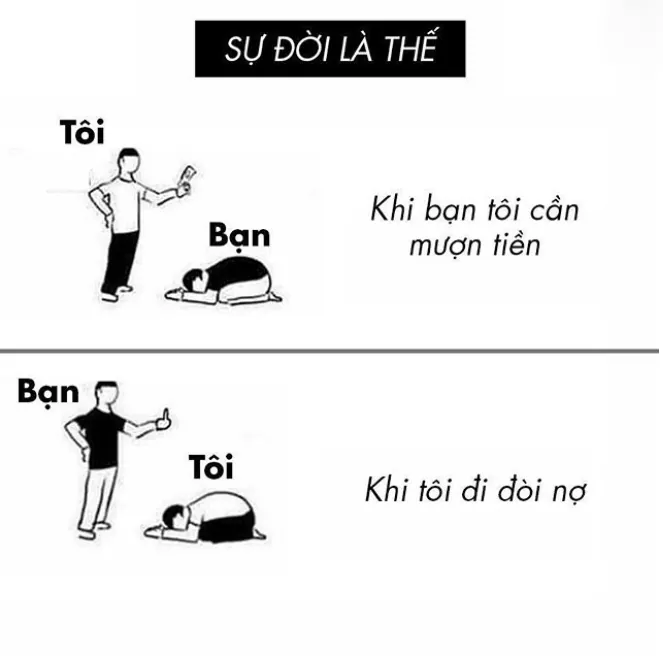 SỰ ĐỜI LÀ THẾ
Tôi
Bạn
Khi bạn tôi cần
mượn tiền
Bạn
Tôi
Khi tôi đi đòi nợ